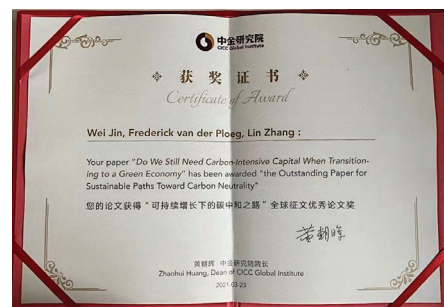 中金研究院
CICC Global Institute
获奖证书
Certificate of Award
Wei Jin, Frederick van der Ploeg, Lin Zhang :
Your paper "Do We Still Need Carbon-Intensive Capital When Transition-
ing to a Green Economy" has been awarded "the Outstanding Paper for
Sustainable Paths Toward Carbon Neutrality"
您的论文获得“可持续增长下的碳中和之路”全球征文优秀论文奖
黄朝晖
黄朝晖 中金研究院院长
Zhaohui Huang, Dean of CICC Global Institute
2021-03-23